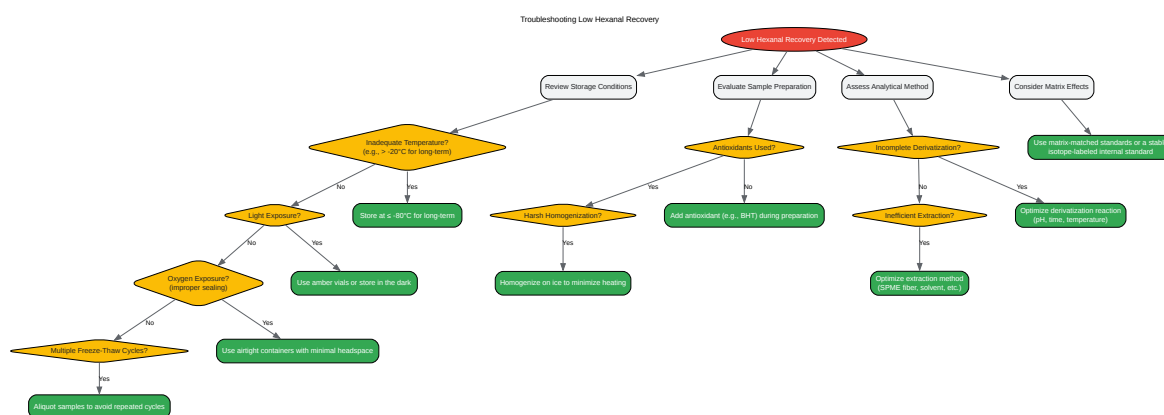 Troubleshooting Low Hexanal Recovery
Low Hexanal Recovery Detected
Review Storage Conditions
Evaluate Sample Preparation
Assess Analytical Method
Consider Matrix Effects
Inadequate Temperature?
(e.g., > -20°C for long-term)
Antioxidants Used?
Incomplete Derivatization?
Use matrix-matched standards or a stabl
isotope-labeled internal standard
No
Yes
Yes
No
No
Yes
Light Exposure?
Store at ≤ -80°C for long-term
Harsh Homogenization?
Add antioxidant (e.g., BHT) during preparation
Inefficient Extraction?
Optimize derivatization reaction
(pH, time, temperature)
No
Yes
Yes
Yes
Oxygen Exposure?
(improper sealing)
Use amber vials or store in the dark
Homogenize on ice to minimize heating
Optimize extraction method
(SPME fiber, solvent, etc.)
No
Yes
Multiple Freeze-Thaw Cycles?
Use airtight containers with minimal headspace
Yes
Aliquot samples to avoid repeated cycles